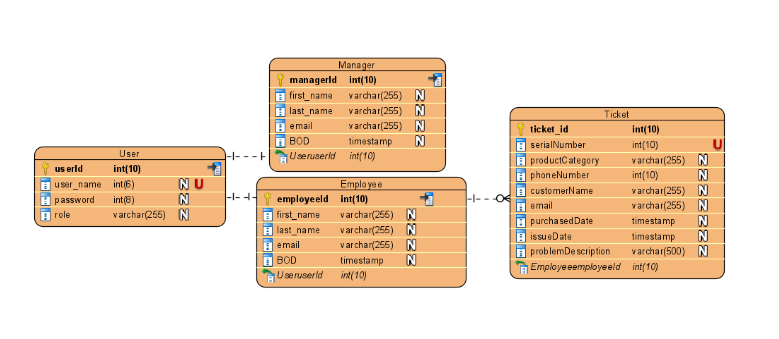 Manager
managerId int(10)
first_name varchar(255) N
last_name varchar(255) N
email varchar(255) N
BOD timestamp N
UseruserId int(10)
User
userId int(10)
user_name int(6) N U
password int(8) N
role varchar(255) N
Employee
employeeId int(10)
first_name varchar(255) N
last_name varchar(255) N
email varchar(255) N
BOD timestamp N
UseruserId int(10)
Ticket
ticket_id int(10)
serialNumber int(10) U
productCategory varchar(255) N
phoneNumber int(10) N
customerName varchar(255) N
email varchar(255) N
purchasedDate timestamp N
issueDate timestamp N
problemDescription varchar(500) N
EmployeeemployeeId int(10)